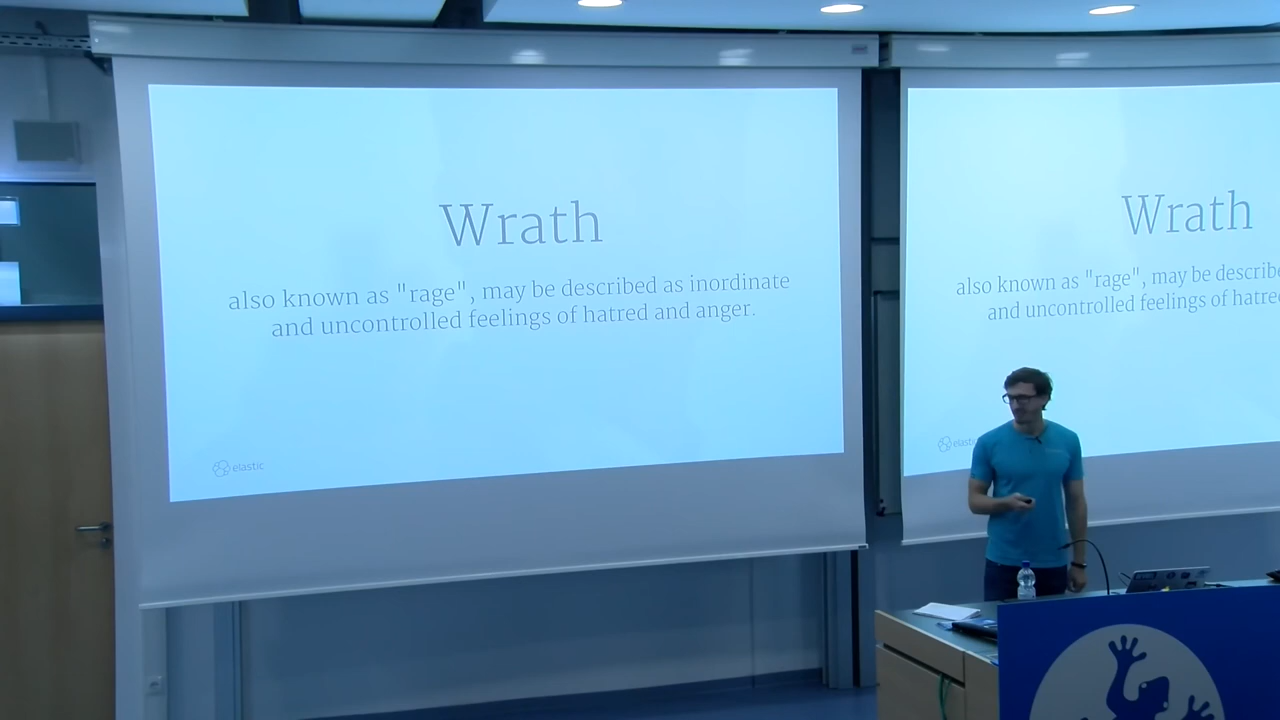 Wrath
also known as "rage", may be described as inordinate
and uncontrolled feelings of hatred and anger.
elastic
Wrath
also known as "rage", may be describe
and uncontrolled feelings of hatre
elastic